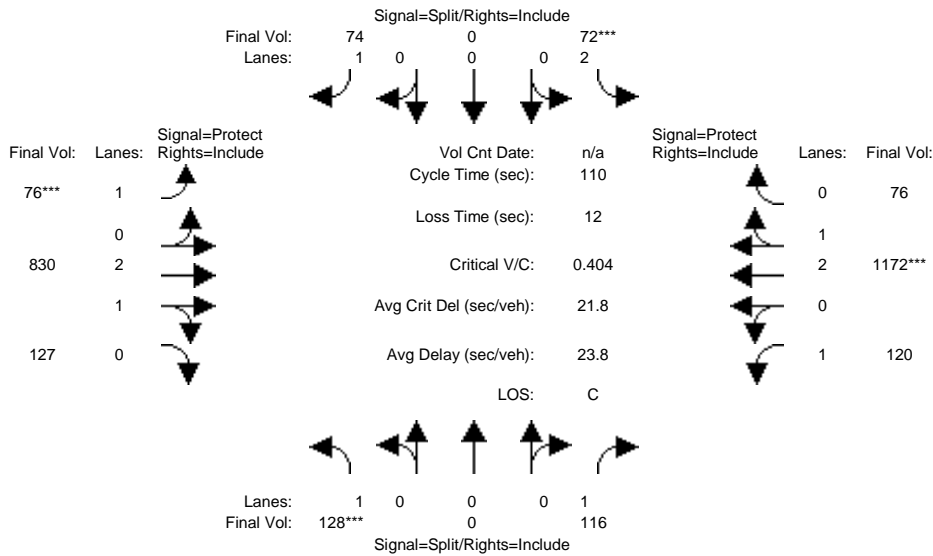 Signal=Split/Rights=Include
Final Vol: 74 0 72***
Lanes: 1 0 0 0 2
Signal=Protect Signal=Protect
Final Vol: Lanes: Rights=Include Vol Cnt Date: n/a Rights=Include Lanes: Final Vol:
Cycle Time (sec): 110
76*** 1 0 76
Loss Time (sec): 12
0 1
830 2 Critical V/C: 0.404 2 1172***
1 Avg Crit Del (sec/veh): 21.8 0
127 0 Avg Delay (sec/veh): 23.8 1 120
LOS: C
Lanes: 1 0 0 0 1
Final Vol: 128*** 0 116
Signal=Split/Rights=Include